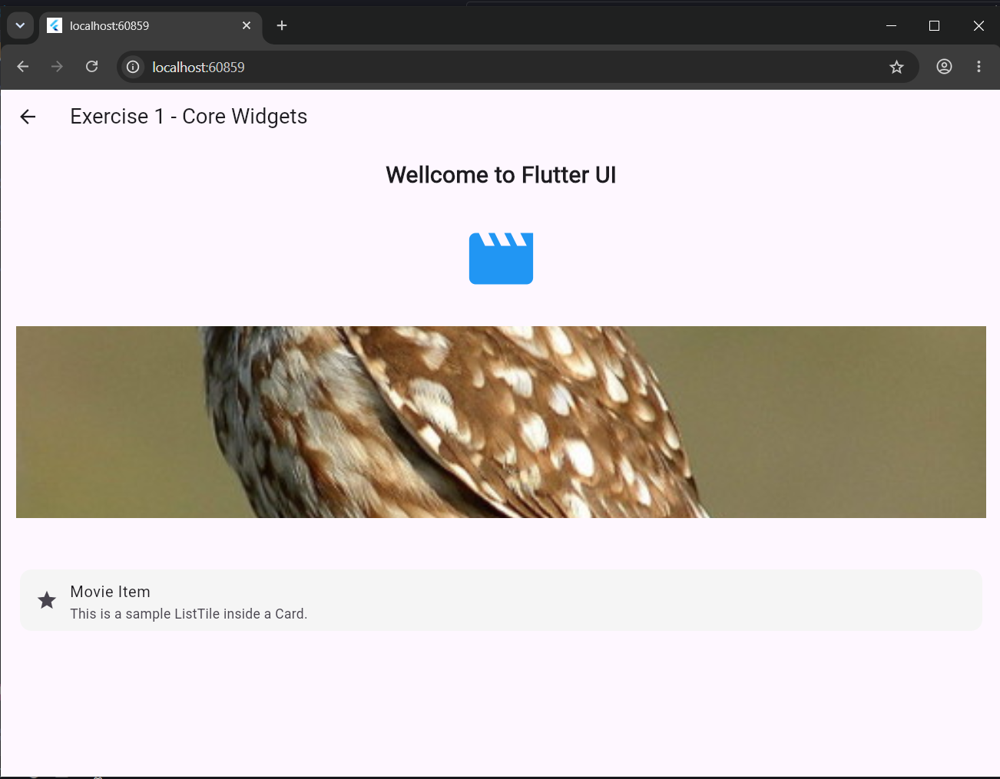 localhost:60859
localhost:60859
Exercise 1 - Core Widgets
Wellcome to Flutter UI
Movie Item
This is a sample ListTile inside a Card.